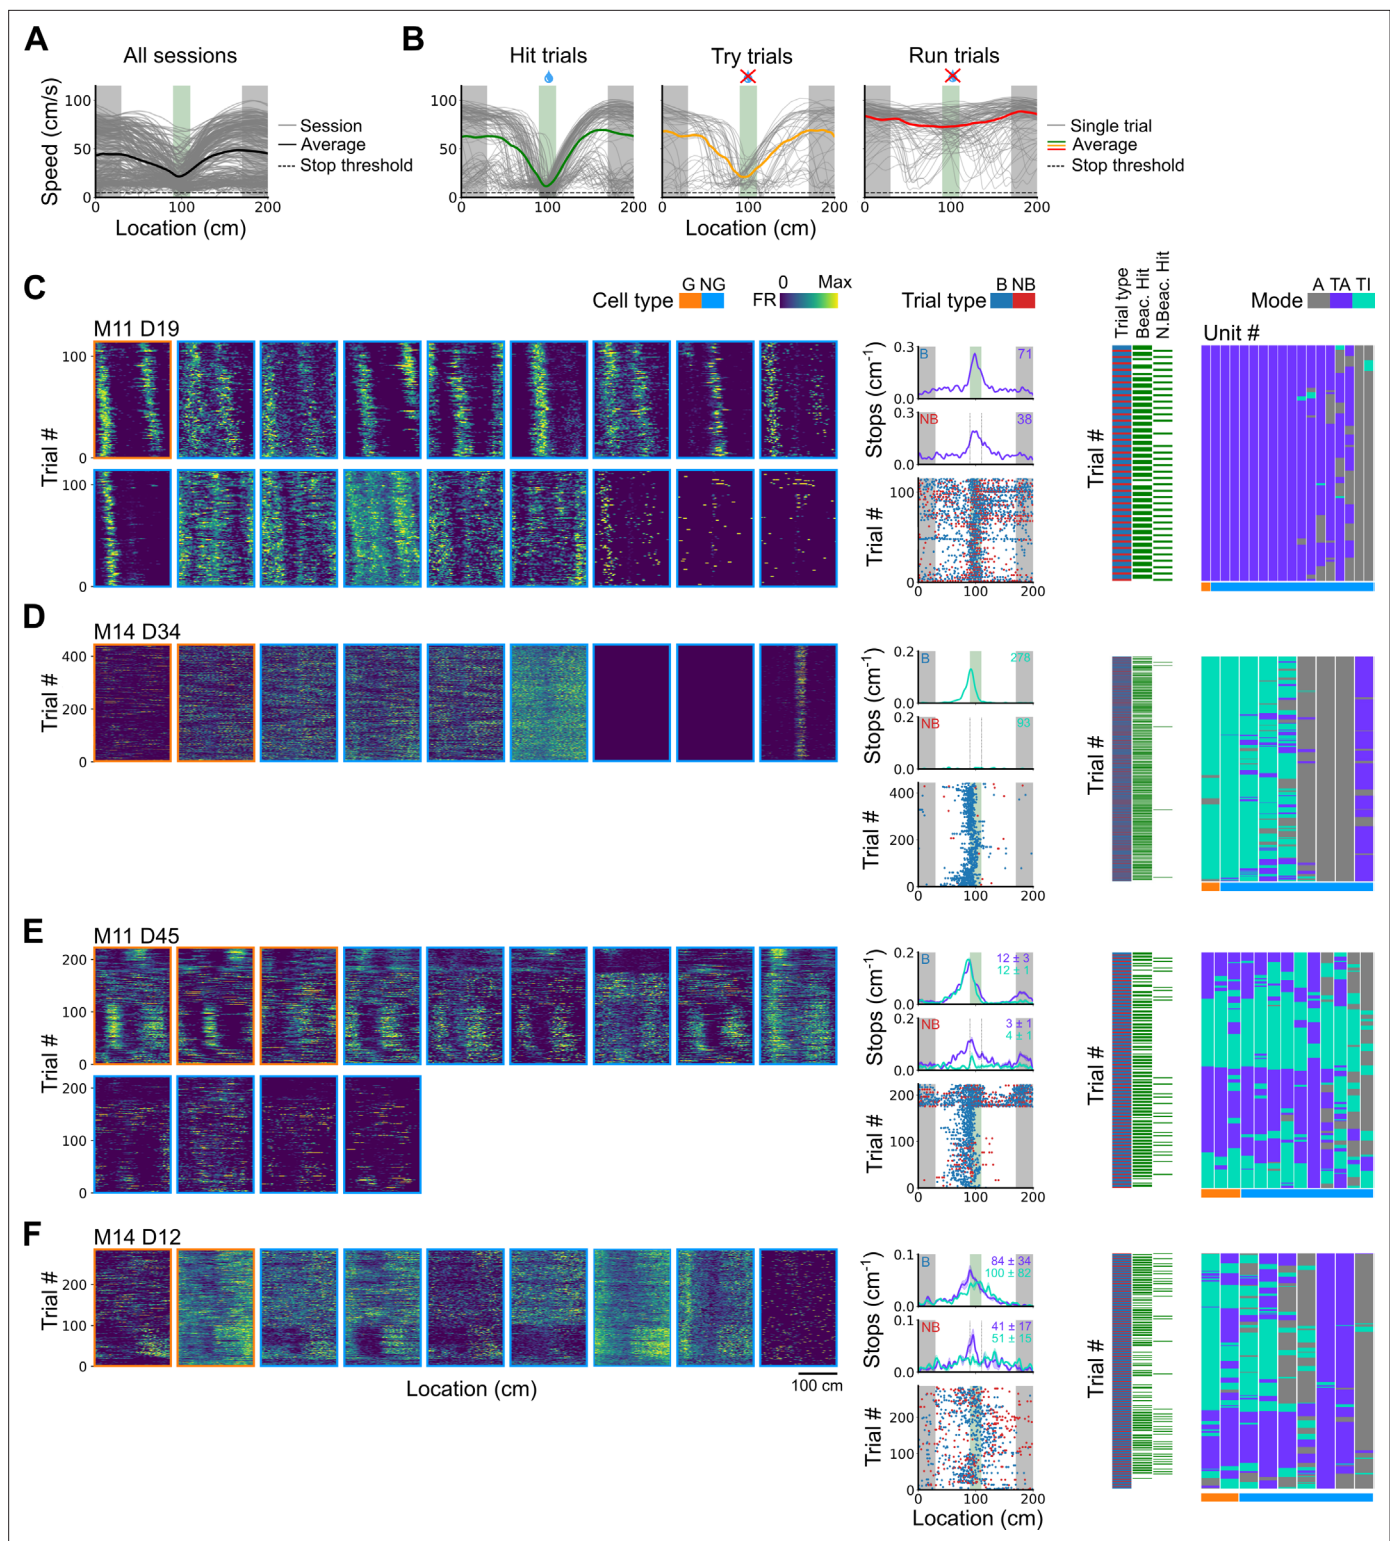 A
All sessions
Speed (cm/s)
100
50
0
0 100 200
Location (cm)
Session
Average
Stop threshold
B
Hit trials
Try trials
Run trials
100
50
0
0 100 200
0 100 200
0 100 200
Location (cm)
Single trial
Average
Stop threshold
C
Cell type
G NG
FR
0 Max
Trial type
B NB
Trial type
Beac. Hit
N.Beac. Hit
Mode
A TA TI
M11 D19
Trial #
100
0
100
0
Stops (cm-1)
0.3
B
71
0.0
0.3
NB
38
0.0
Trial #
100
0
0 100 200
Trial #
Unit #
D
M14 D34
Trial #
400
200
0
Stops (cm-1)
0.2
B
278
0.0
0.2
NB
93
0.0
Trial #
400
200
0
0 100 200
Trial #
E
M11 D45
Trial #
200
100
0
200
100
0
Stops (cm-1)
0.2
B
12 ± 3
12 ± 1
0.0
0.2
NB
3 ± 1
4 ± 1
0.0
Trial #
200
100
0
0 100 200
Trial #
F
M14 D12
Trial #
200
100
0
Location (cm)
100 cm
Stops (cm-1)
0.1
B
84 ± 34
100 ± 82
0.0
0.1
NB
41 ± 17
51 ± 15
0.0
Trial #
200
100
0
0 100 200
Location (cm)
Trial #